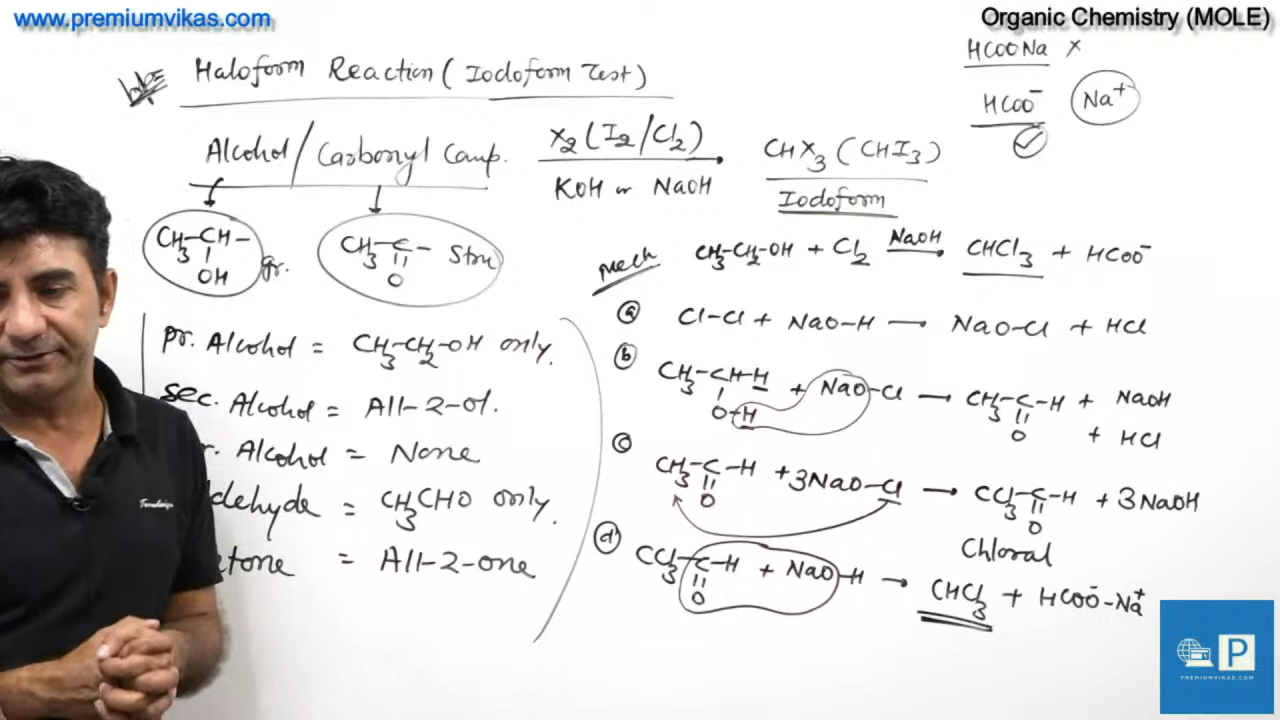 www.premiumvikas.com
Organic Chemistry (MOLE)
Haloform Reaction (Iodoform Test)
HCOONa ×
HCOO⁻ Na⁺
Alcohol / Carbonyl Comp. X₂ (I₂/Cl₂) KOH or NaOH → CHX₃ (CHI₃)
Iodoform
CH₃-CH- gr.
OH
CH₃-C- Stru
O
Mech CH₃-CH₂-OH + Cl₂ NaOH → CHCl₃ + HCOO⁻
(a) Cl-Cl + NaO-H → NaO-Cl + HCl
pr. Alcohol = CH₃-CH₂-OH only.
sec. Alcohol = All-2-ol.
r. Alcohol = None
ldehyde = CH₃CHO only.
tone = All-2-one
(b) CH₃-CH-H + NaO-Cl → CH₃-C-H + NaOH
O-H O + HCl
(c) CH₃-C-H + 3NaO-Cl → CCl₃-C-H + 3NaOH
O O
Chloral
(d) CCl₃-C-H + NaO-H → CHCl₃ + HCOO⁻-Na⁺
O
P
PREMIUMVIKAS.COM